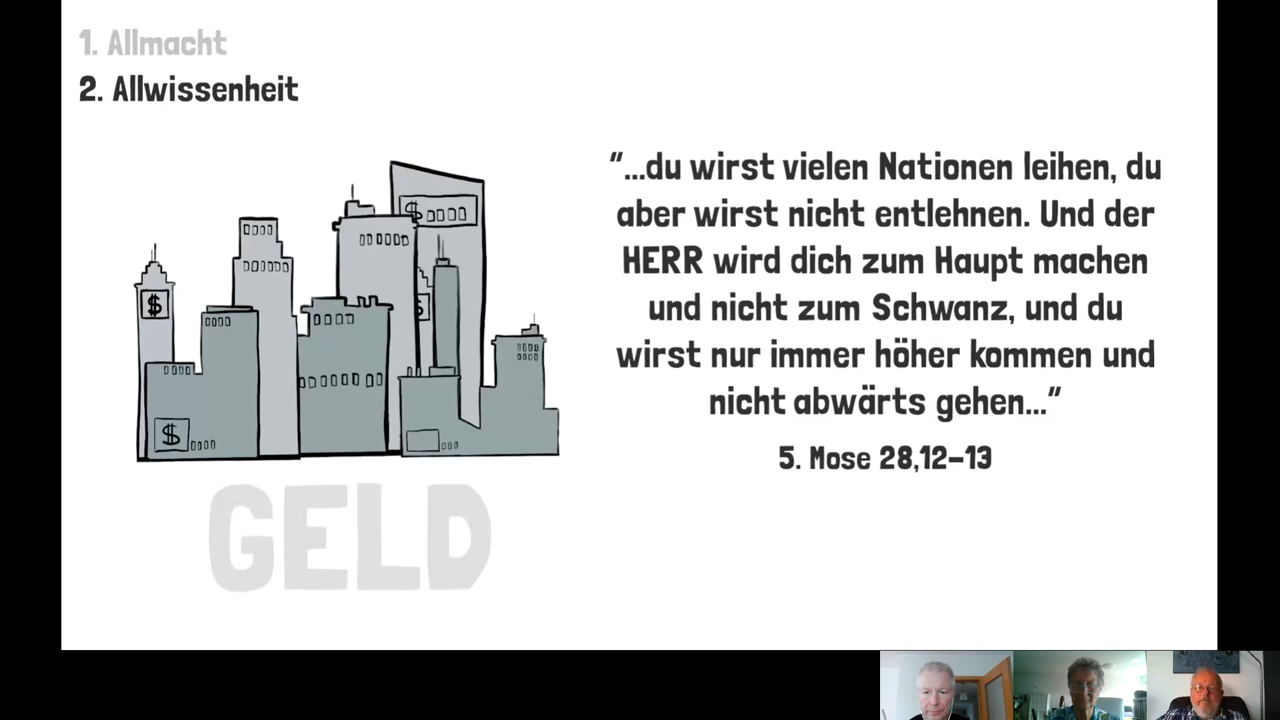 1. Allmacht
2. Allwissenheit
"...du wirst vielen Nationen leihen, du
aber wirst nicht entlehnen. Und der
HERR wird dich zum Haupt machen
und nicht zum Schwanz, und du
wirst nur immer höher kommen und
nicht abwärts gehen..."
5. Mose 28,12-13
$
$
$
$
GELD